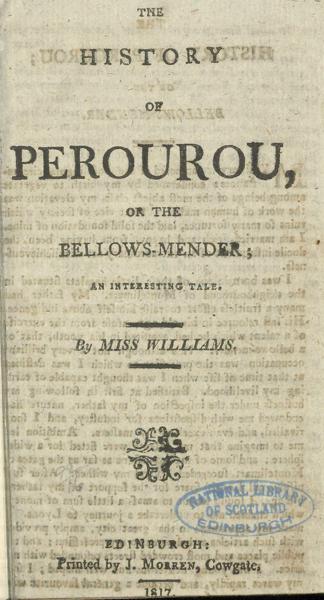 THE
HISTORY
OF
PEROUROU,
OR THE
BELLOWS-MENDER;
AN INTERESTING TALE.
By MISS WILLIAMS.
NATIONAL LIBRARY
OF SCOTLAND
EDINBURGH
EDINBURGH:
Printed by J. MORREN, Cowgate,
1817.